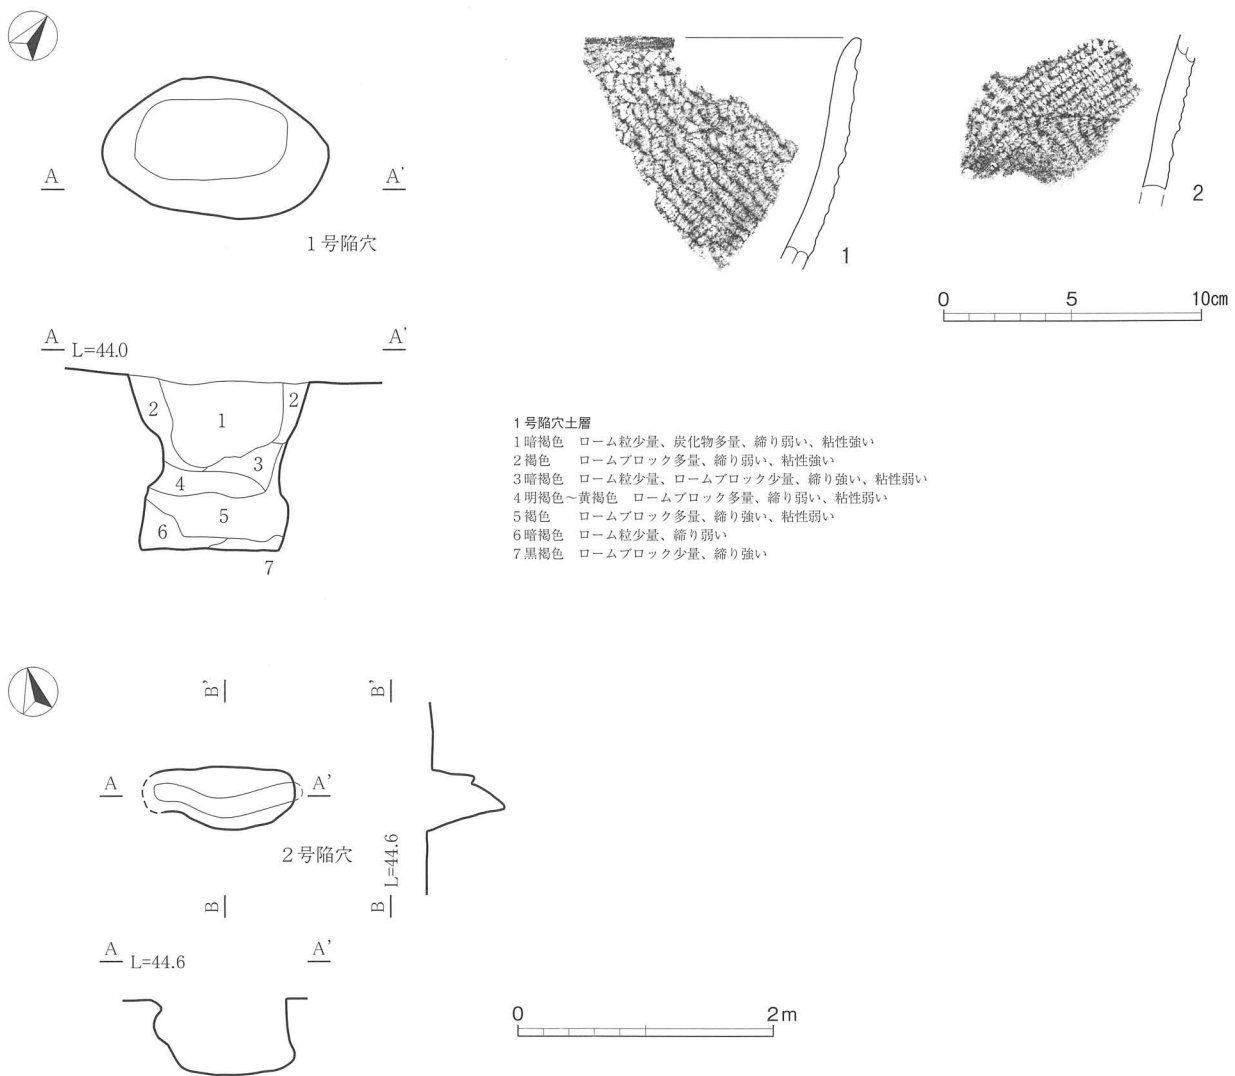 A A'
1号陥穴
A L=44.0 A'
2 1 2
3
4
5
6
7
1
2
0 5 10cm
1号陥穴土層
1暗褐色 ローム粒少量、炭化物多量、締り弱い、粘性強い
2褐色 ロームブロック多量、締り弱い、粘性強い
3暗褐色 ローム粒少量、ロームブロック少量、締り強い、粘性弱い
4明褐色～黄褐色 ロームブロック多量、締り弱い、粘性弱い
5褐色 ロームブロック多量、締り強い、粘性弱い
6暗褐色 ローム粒少量、締り弱い
7黒褐色 ロームブロック少量、締り強い
B' B'
A A'
2号陥穴
L=44.6
B B
A L=44.6 A'
0 2m